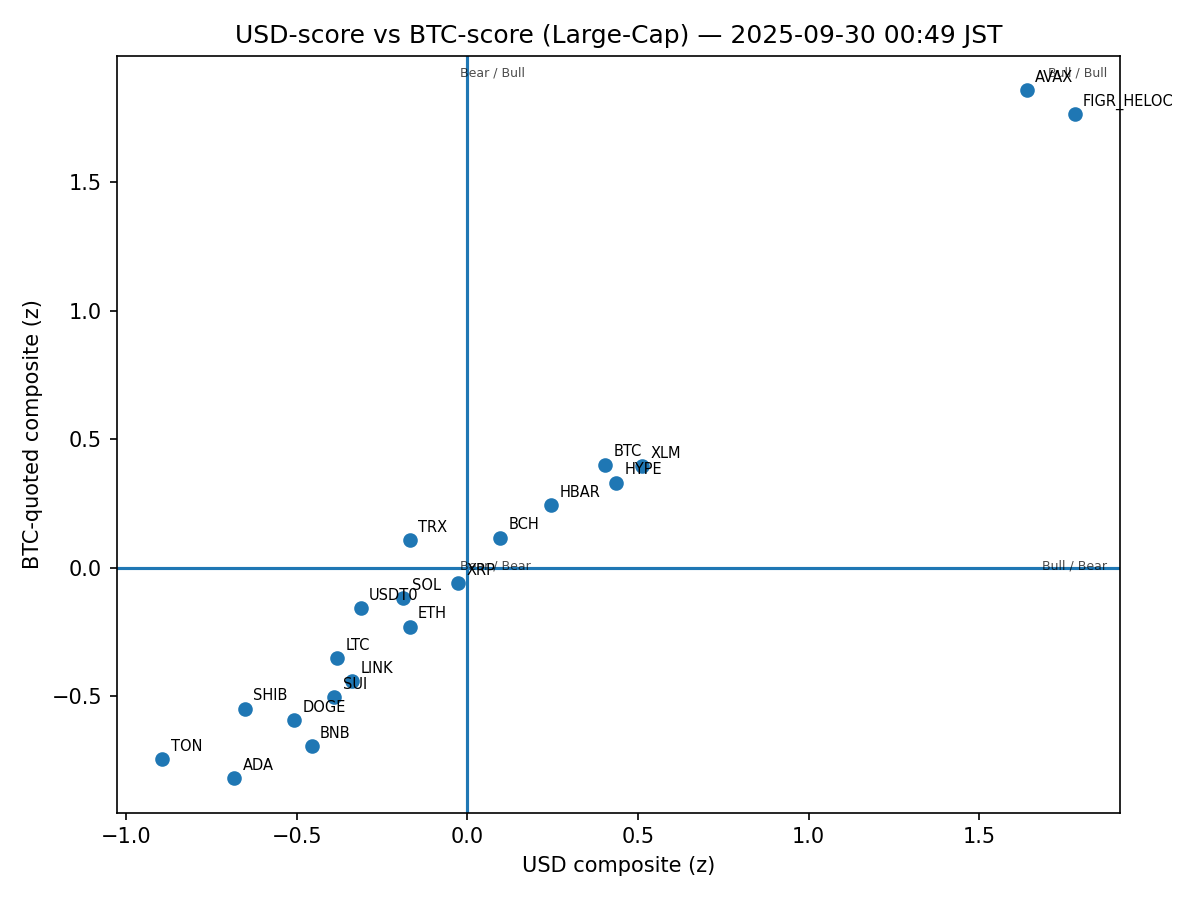 USD-score vs BTC-score (Large-Cap) — 2025-09-30 00:49 JST
Bear / Bull
Bull / Bull
AVAX
FIGR_HELOC
1.5
1.0
0.5
BTC
XLM
HYPE
HBAR
BCH
TRX
0.0
Bear / Bear
Bull / Bear
XRP
SOL
USDT0
ETH
LTC
LINK
SUI
−0.5
SHIB
DOGE
BNB
TON
ADA
−1.0
−0.5
0.0
0.5
1.0
1.5
USD composite (z)
BTC-quoted composite (z)